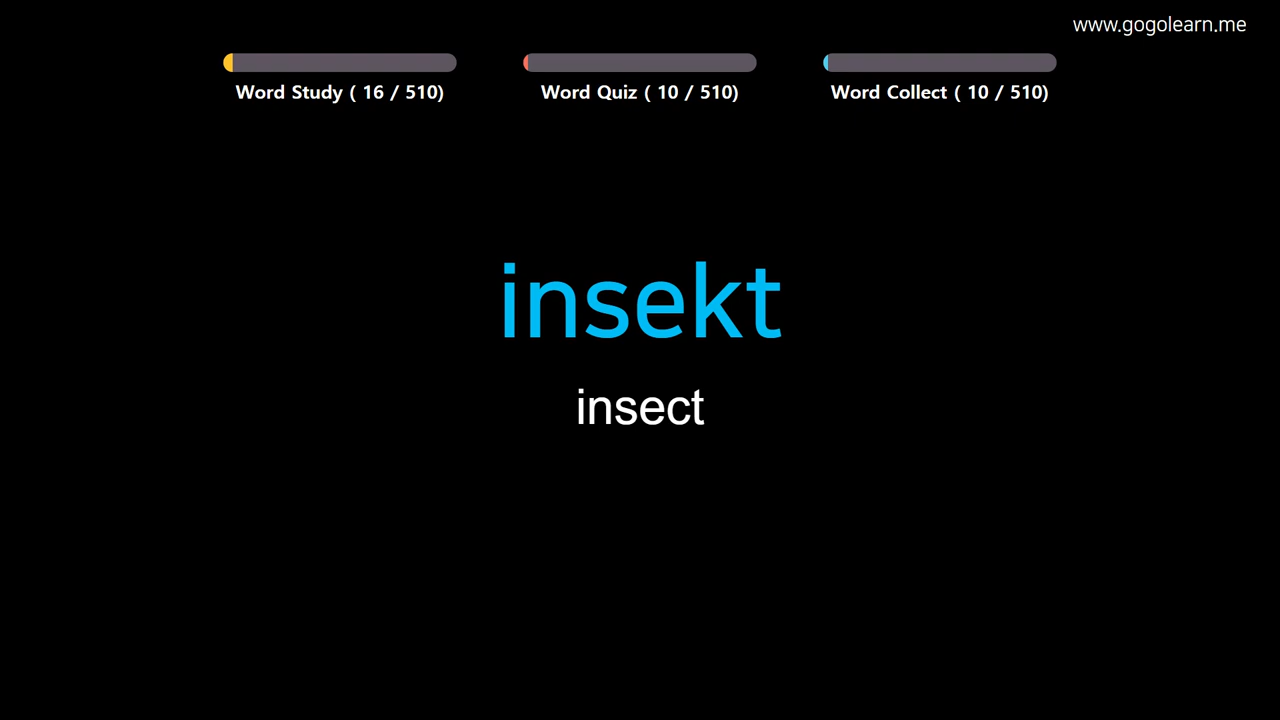 www.gogolearn.me
Word Study ( 16 / 510)
Word Quiz ( 10 / 510)
Word Collect ( 10 / 510)
insekt
insect